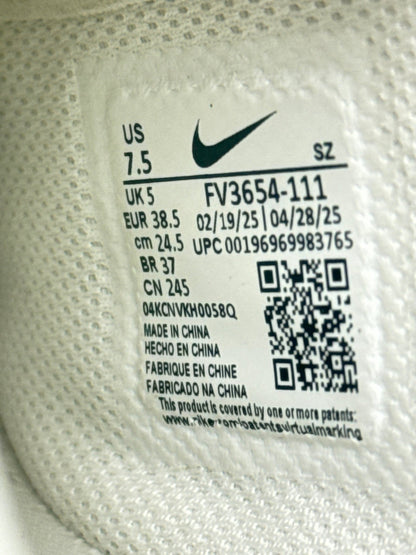 US
7.5
SZ
UK 5
FV3654-111
EUR 38.5
02/19/25 | 04/28/25
cm 24.5
UPC 00196969983765
BR 37
CN 245
04KCNVKH0058Q
MADE IN CHINA
HECHO EN CHINA
FABRIQUE EN CHINE
FABRICADO NA CHINA
This product is covered by one or more patents: